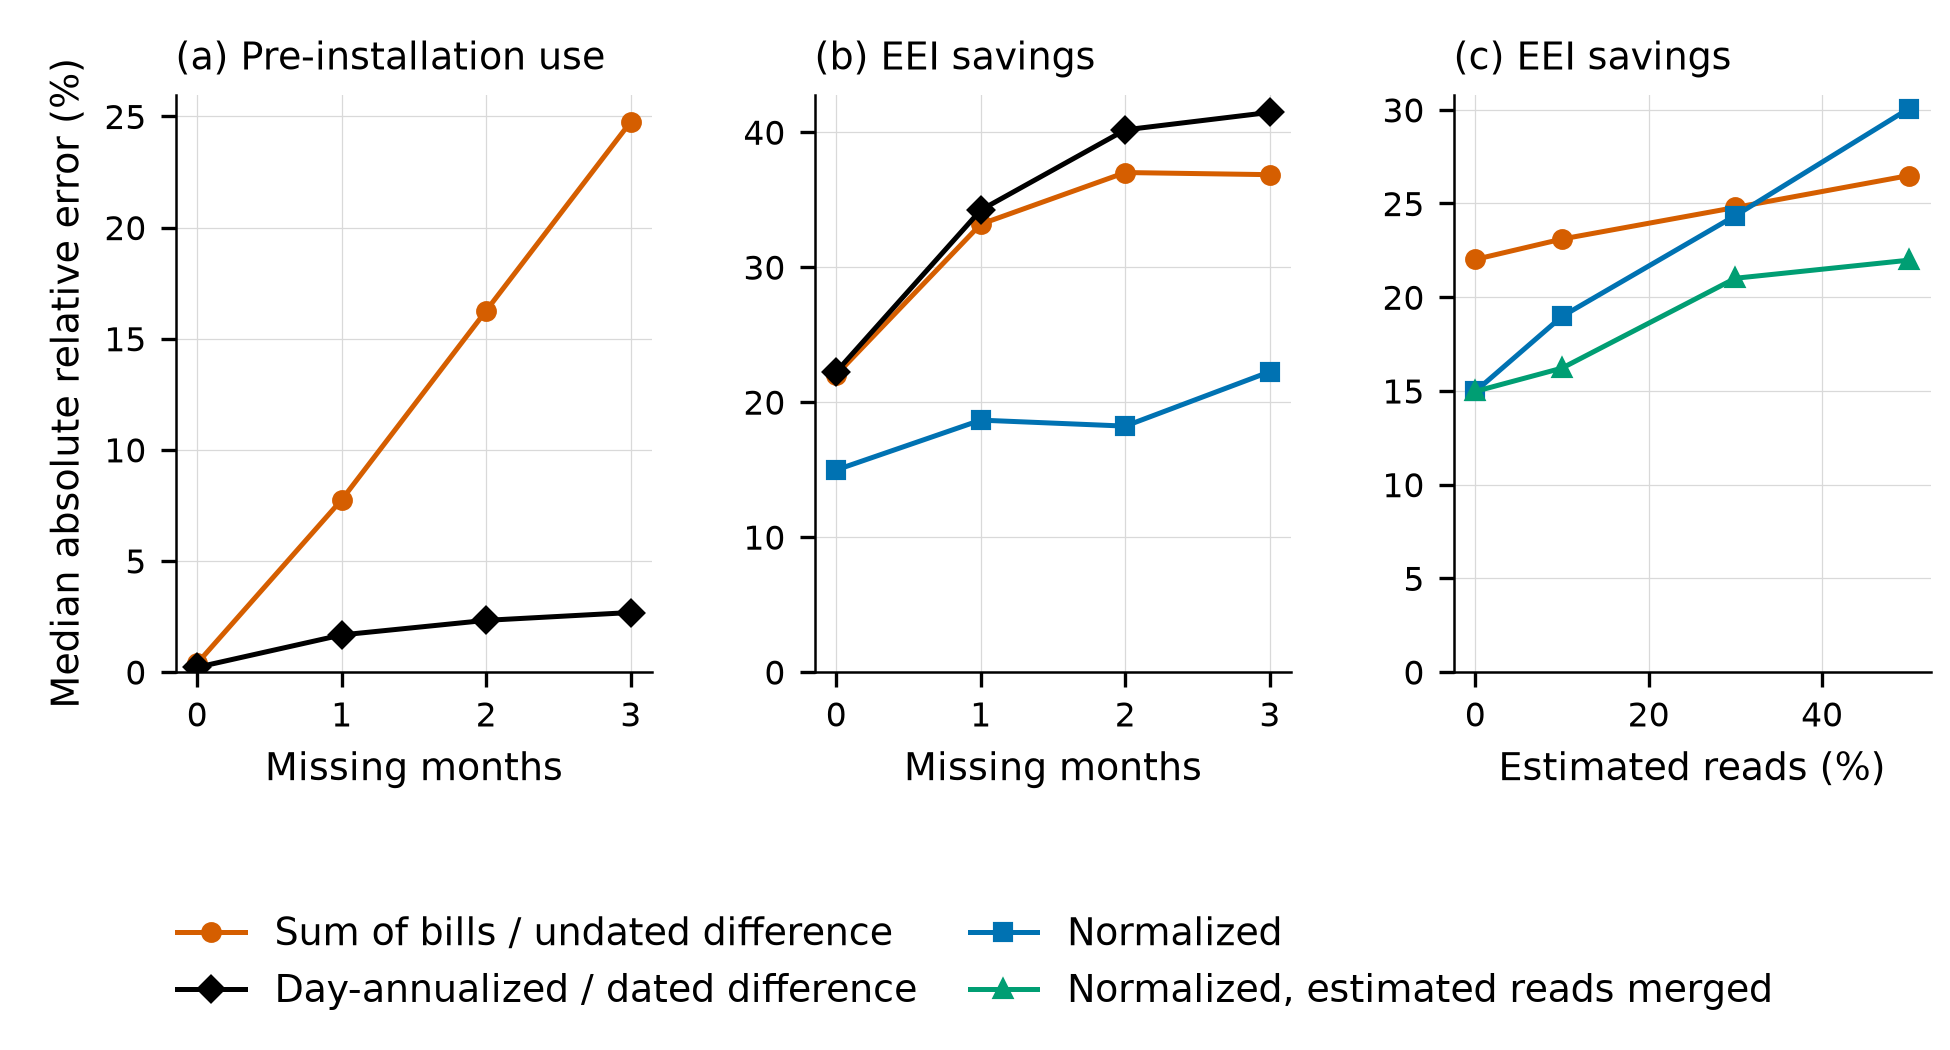 (a) Pre-installation use
(b) EEI savings
(c) EEI savings
Median absolute relative error (%)
25
20
15
10
5
0
0 1 2 3
Missing months
40
30
20
10
0
0 1 2 3
Missing months
30
25
20
15
10
5
0
0 20 40
Estimated reads (%)
Sum of bills / undated difference
Day-annualized / dated difference
Normalized
Normalized, estimated reads merged